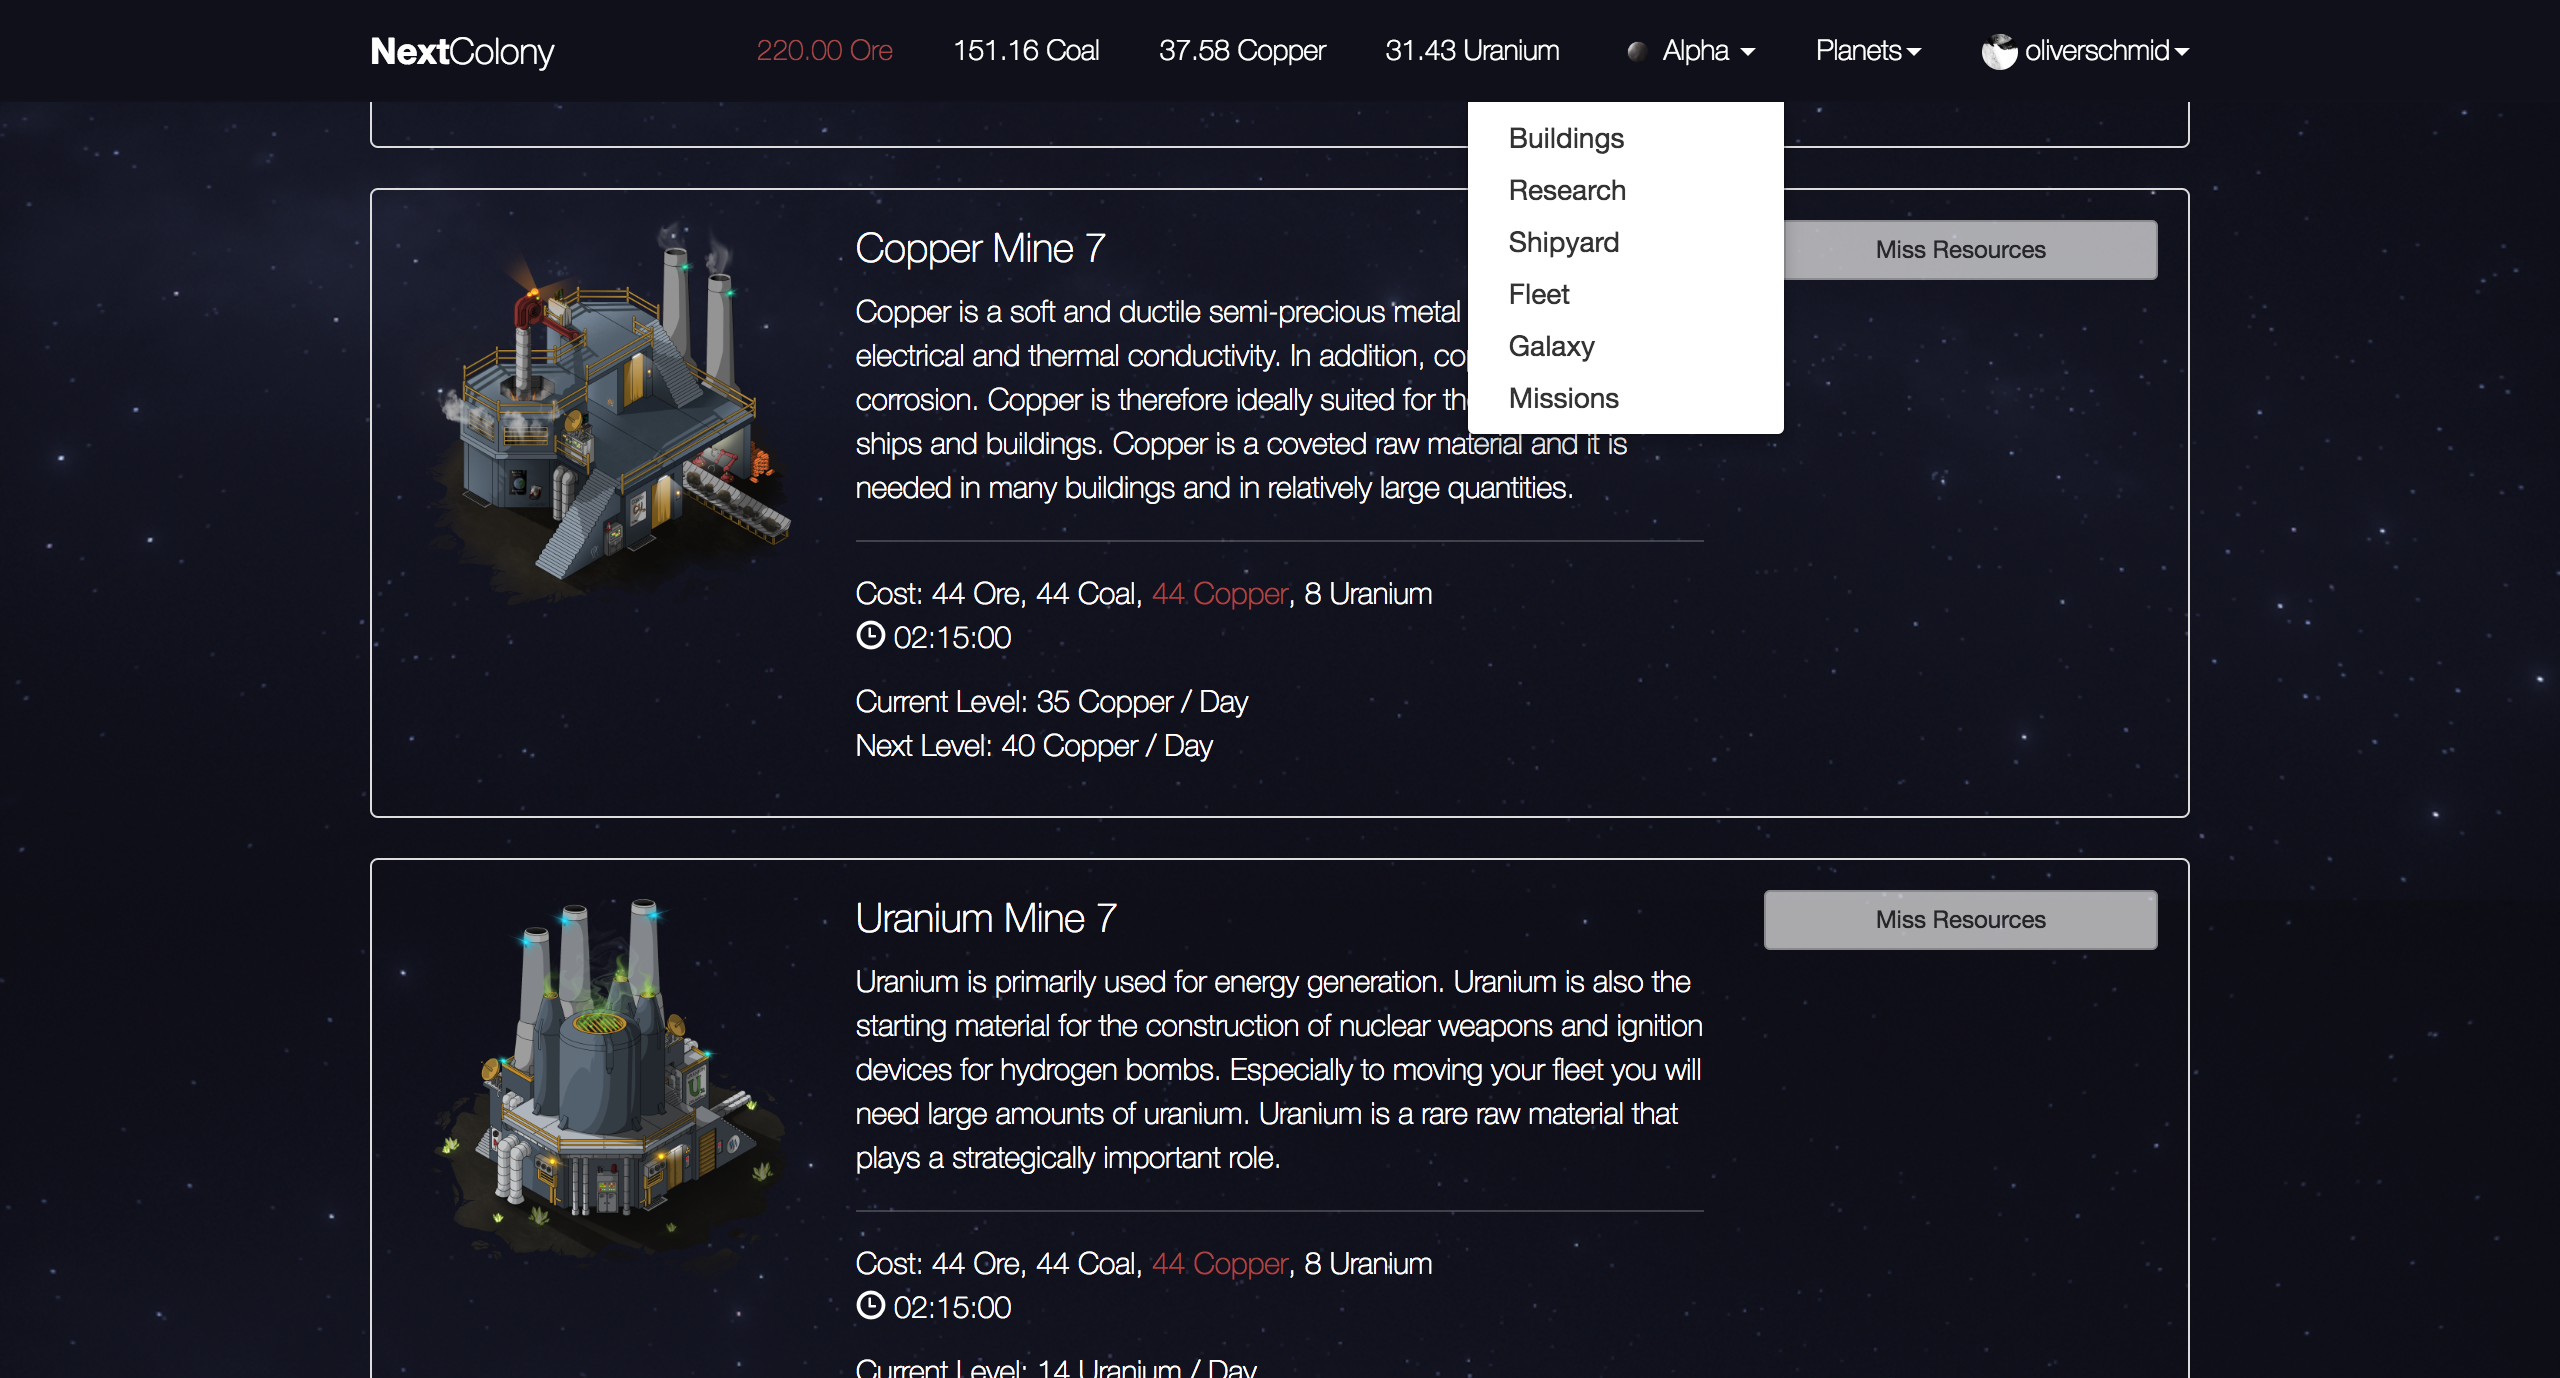 NextColony 220.00 Ore 151.16 Coal 37.58 Copper 31.43 Uranium Alpha Planets oliverschmid
Buildings
Research
Shipyard
Fleet
Galaxy
Missions
Copper Mine 7
Miss Resources
Copper is a soft and ductile semi-precious metal
electrical and thermal conductivity. In addition,
corrosion. Copper is therefore ideally suited for
ships and buildings. Copper is a coveted raw material and it is
needed in many buildings and in relatively large quantities.
Cost: 44 Ore, 44 Coal, 44 Copper, 8 Uranium
02:15:00
Current Level: 35 Copper / Day
Next Level: 40 Copper / Day
Uranium Mine 7
Miss Resources
Uranium is primarily used for energy generation. Uranium is also the
starting material for the construction of nuclear weapons and ignition
devices for hydrogen bombs. Especially to moving your fleet you will
need large amounts of uranium. Uranium is a rare raw material that
plays a strategically important role.
Cost: 44 Ore, 44 Coal, 44 Copper, 8 Uranium
02:15:00
Current Level: 14 Uranium / Day